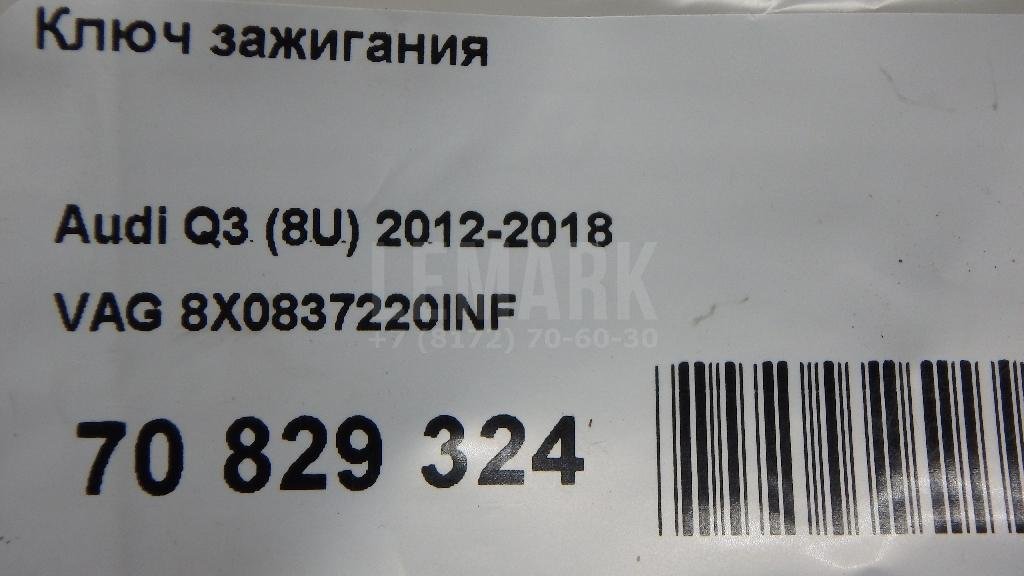 Ключ зажигания
Audi Q3 (8U) 2012-2018
LEMARK
VAG 8X0837220INF
+7 (8172) 70-60-30
70 829 324